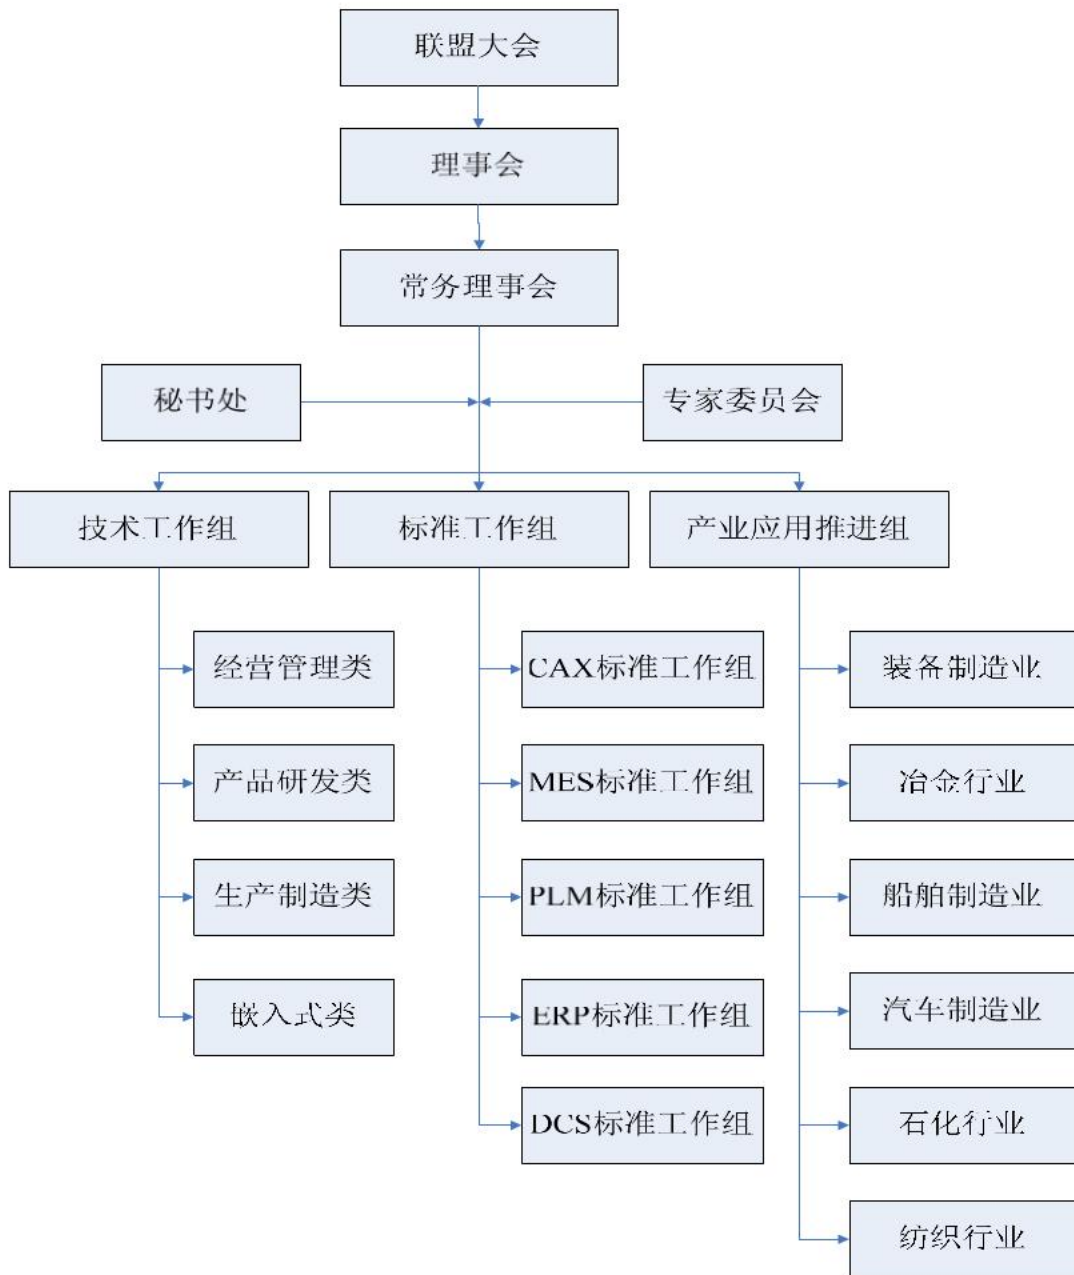 联盟大会
理事会
常务理事会
秘书处
专家委员会
技术工作组
标准工作组
产业应用推进组
经营管理类
产品研发类
生产制造类
嵌入式类
CAX标准工作组
MES标准工作组
PLM标准工作组
ERP标准工作组
DCS标准工作组
装备制造业
冶金行业
船舶制造业
汽车制造业
石化行业
纺织行业